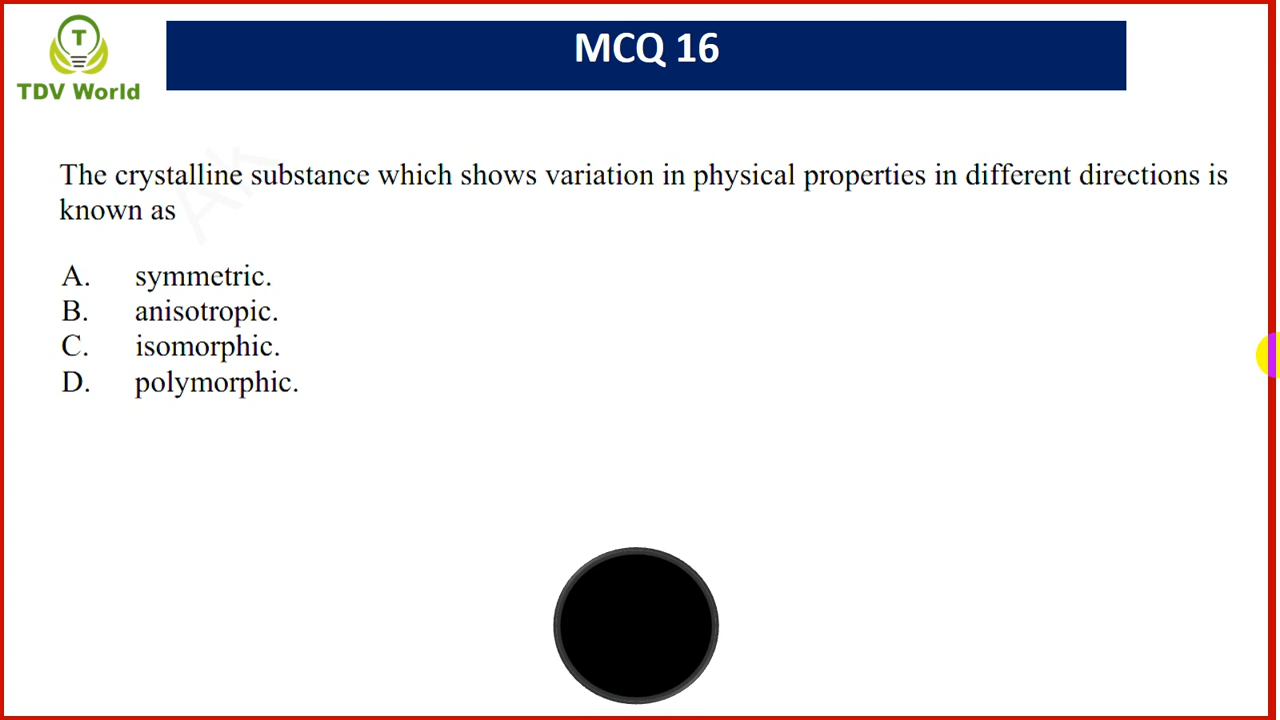 MCQ 16
T
TDV World
The crystalline substance which shows variation in physical properties in different directions is
known as
A. symmetric.
B. anisotropic.
C. isomorphic.
D. polymorphic.